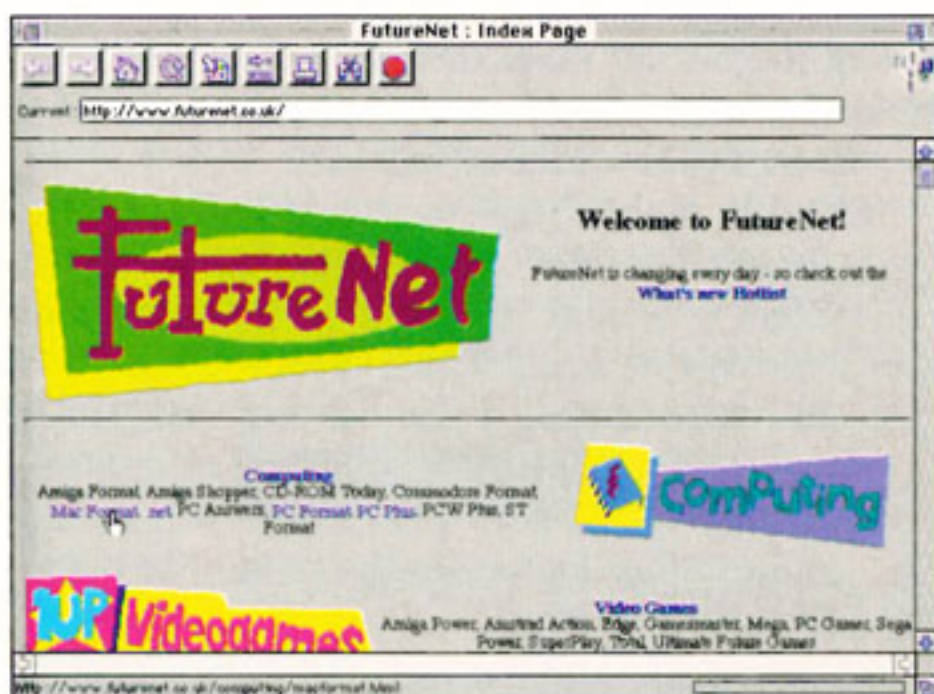 FutureNet : Index Page
Current: http://www.futurenet.co.uk/
FutureNet
Welcome to FutureNet!
FutureNet is changing every day - so check out the
What's new Hotlist
Computing
Amiga Format, Amiga Shopper, CD-ROM Today, Commodore Format,
Mac Format, .net, PC Answers, PC Format, PC Plus, PCW Plus, ST
Format
Computing
1UP Videogames
Video Games
Amiga Power, Amstrad Action, Edge, Gamesmaster, Mega, PC Gamer, Sega
Power, SuperPlay, Total, Ultimate Future Games
http://www.futurenet.co.uk/computing/macformat.html